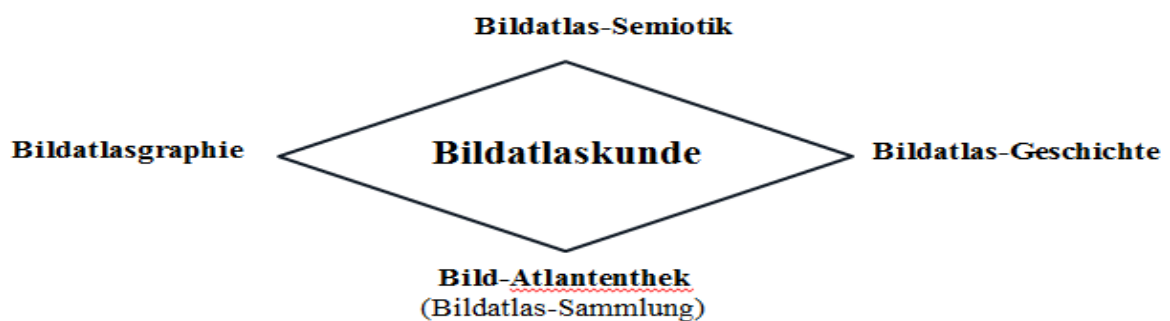 Bildatlas-Semiotik
Bildatlasgraphie
Bildatlaskunde
Bildatlas-Geschichte
Bild-Atlantenthek
(Bildatlas-Sammlung)